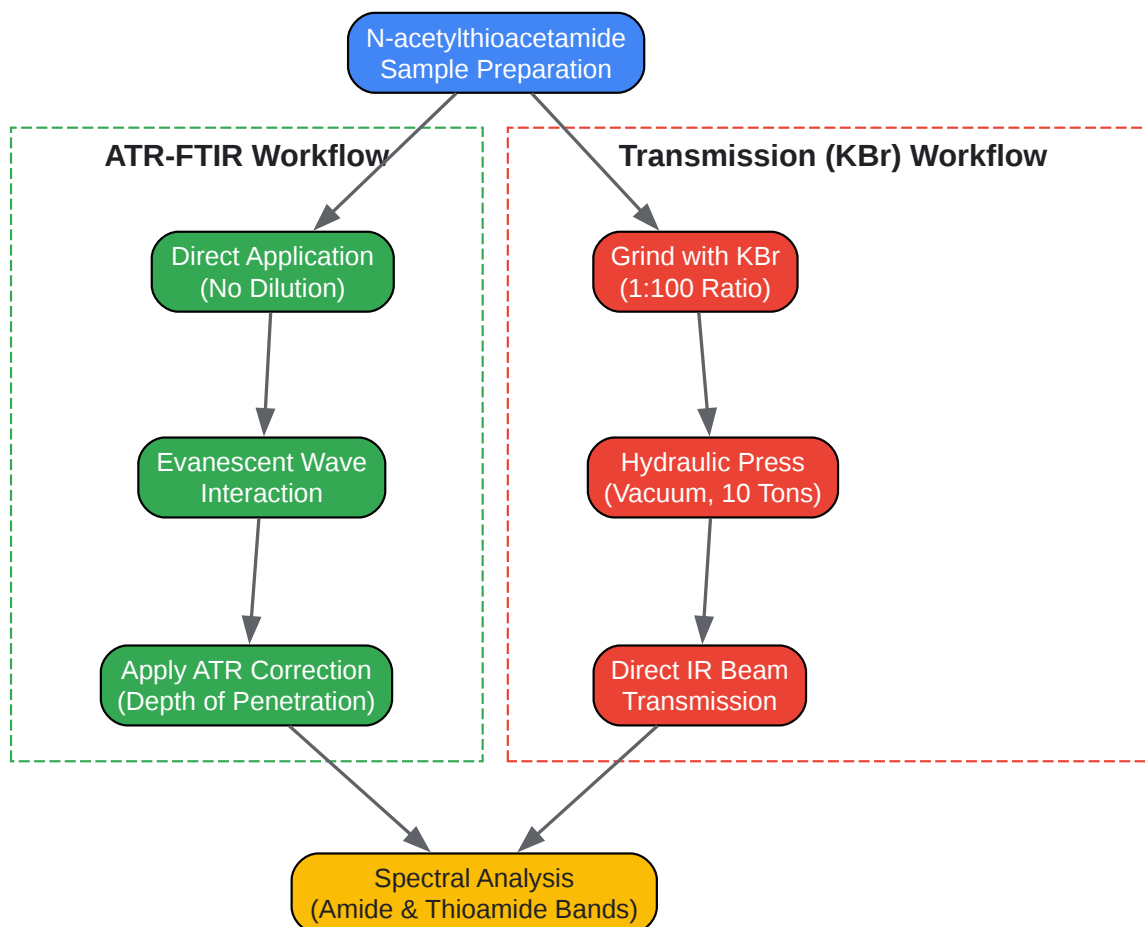 N-acetylthioacetamide
Sample Preparation
ATR-FTIR Workflow
Direct Application
(No Dilution)
Evanescent Wave
Interaction
Apply ATR Correction
(Depth of Penetration)
Transmission (KBr) Workflow
Grind with KBr
(1:100 Ratio)
Hydraulic Press
(Vacuum, 10 Tons)
Direct IR Beam
Transmission
Spectral Analysis
(Amide & Thioamide Bands)